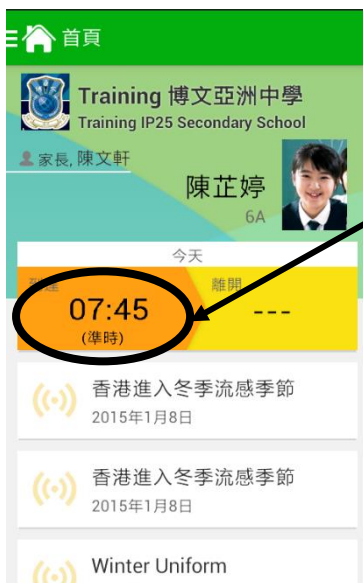 首頁
Training 博文亞洲中學
Training IP25 Secondary School
家長, 陳文軒
陳芷婷
6A
今天
到達 離開
07:45 ---
(準時)
香港進入冬季流感季節
2015年1月8日
香港進入冬季流感季節
2015年1月8日
Winter Uniform